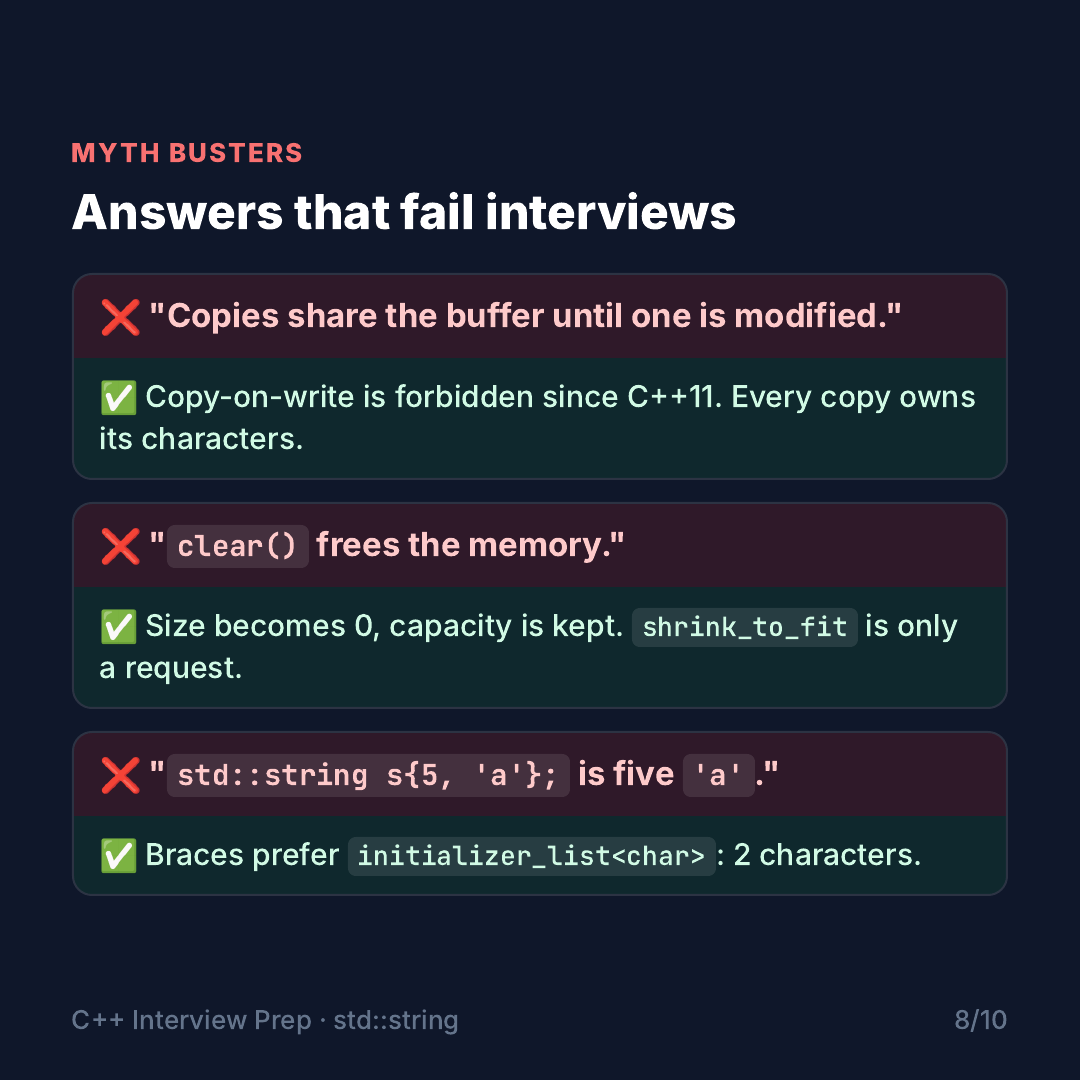 MYTH BUSTERS
Answers that fail interviews
❌ "Copies share the buffer until one is modified."
✅ Copy-on-write is forbidden since C++11. Every copy owns
its characters.
❌ "clear() frees the memory."
✅ Size becomes 0, capacity is kept. shrink_to_fit is only
a request.
❌ "std::string s{5, 'a'}; is five 'a'."
✅ Braces prefer initializer_list<char>: 2 characters.
C++ Interview Prep · std::string
8/10